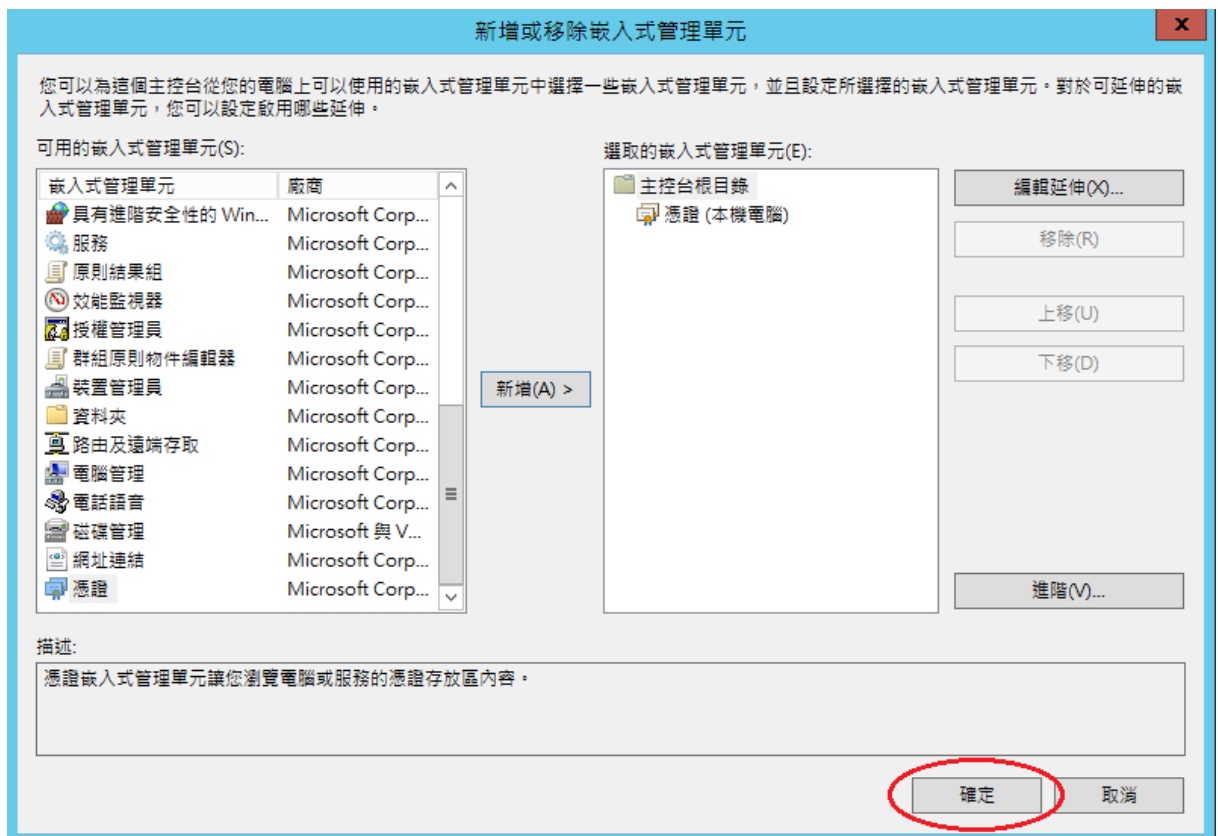 新增或移除嵌入式管理單元
x
您可以為這個主控台從您的電腦上可以使用的嵌入式管理單元中選擇一些嵌入式管理單元，並且設定所選擇的嵌入式管理單元。對於可延伸的嵌
入式管理單元，您可以設定啟用哪些延伸。
可用的嵌入式管理單元(S):
嵌入式管理單元 廠商
具有進階安全性的 Win... Microsoft Corp...
服務 Microsoft Corp...
原則結果組 Microsoft Corp...
效能監視器 Microsoft Corp...
授權管理員 Microsoft Corp...
群組原則物件編輯器 Microsoft Corp...
裝置管理員 Microsoft Corp...
資料夾 Microsoft Corp...
路由及遠端存取 Microsoft Corp...
電腦管理 Microsoft Corp...
電話語音 Microsoft Corp...
磁碟管理 Microsoft 與 V...
網址連結 Microsoft Corp...
憑證 Microsoft Corp...
新增(A) >
選取的嵌入式管理單元(E):
主控台根目錄
憑證 (本機電腦)
編輯延伸(X)...
移除(R)
上移(U)
下移(D)
進階(V)...
描述:
憑證嵌入式管理單元讓您瀏覽電腦或服務的憑證存放區內容。
確定
取消